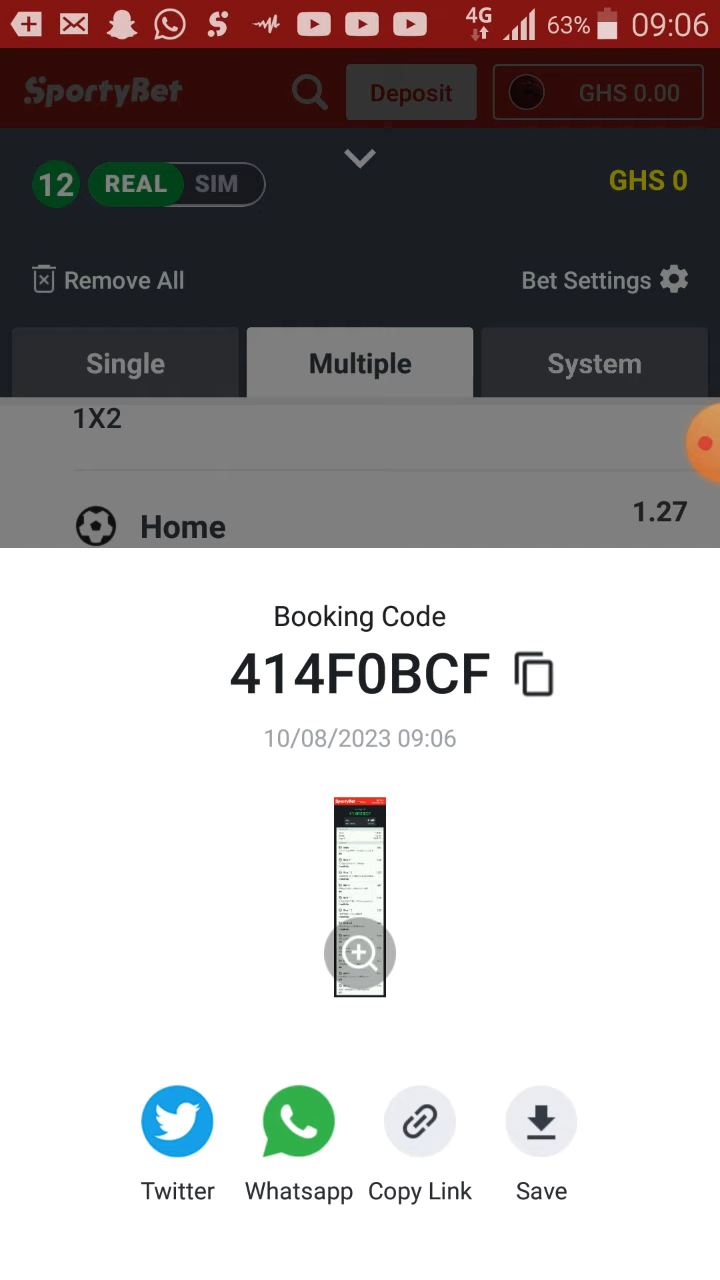 4G 63% 09:06
SportyBet Deposit GHS 0.00
12 REAL SIM GHS 0
Remove All Bet Settings
Single Multiple System
1X2
Home 1.27
Booking Code
414F0BCF
10/08/2023 09:06
SportyBet
Twitter Whatsapp Copy Link Save